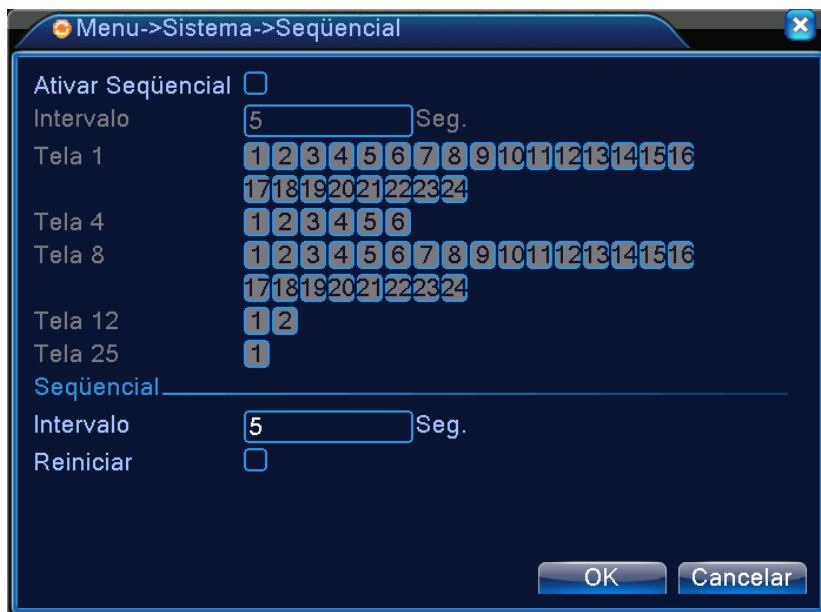 Menu->Sistema->Seqüencial
Ativar Seqüencial
Intervalo 5 Seg.
Tela 1 1 2 3 4 5 6 7 8 9 10 11 12 13 14 15 16
17 18 19 20 21 22 23 24
Tela 4 1 2 3 4 5 6
Tela 8 1 2 3 4 5 6 7 8 9 10 11 12 13 14 15 16
17 18 19 20 21 22 23 24
Tela 12 1 2
Tela 25 1
Seqüencial
Intervalo 5 Seg.
Reiniciar
OK Cancelar